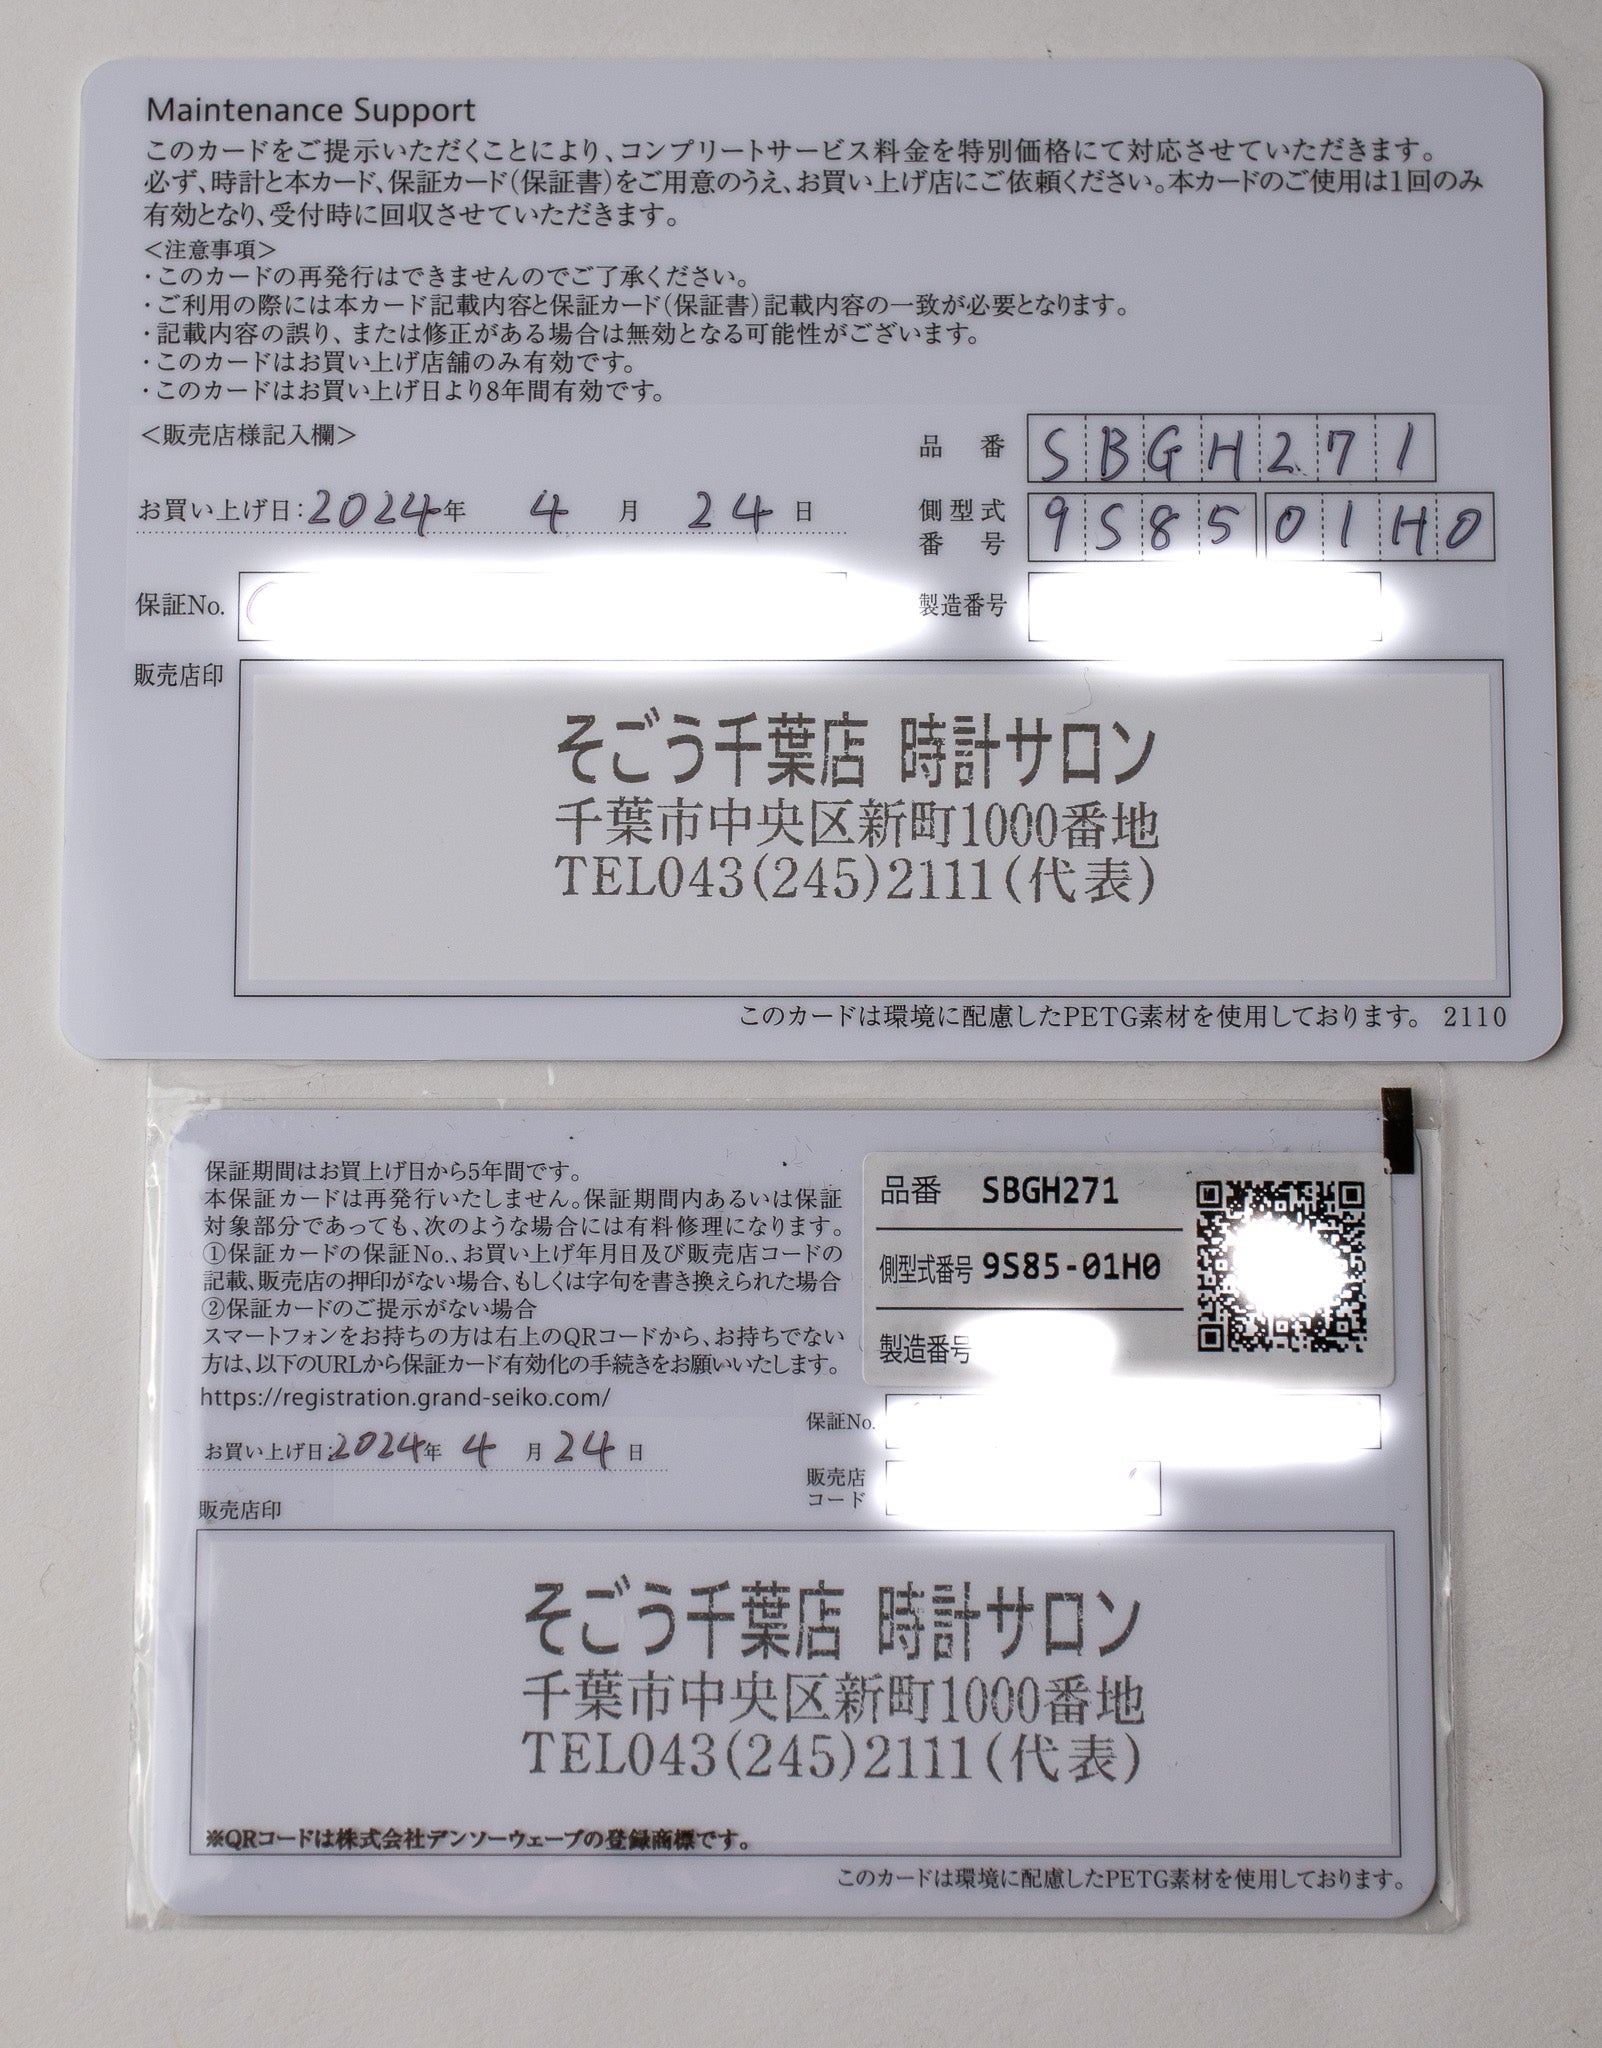 Maintenance Support
このカードをご提示いただくことにより、コンプリートサービス料金を特別価格にて対応させていただきます。
必ず、時計と本カード、保証カード(保証書)をご用意のうえ、お買い上げ店にご依頼ください。本カードのご使用は1回のみ
有効となり、受付時に回収させていただきます。
<注意事項>
・このカードの再発行はできませんのでご了承ください。
・ご利用の際には本カード記載内容と保証カード(保証書)記載内容の一致が必要となります。
・記載内容の誤り、または修正がある場合は無効となる可能性がございます。
・このカードはお買い上げ店舗のみ有効です。
・このカードはお買い上げ日より8年間有効です。
<販売店様記入欄>
品番 SBGH271
お買い上げ日:2024年 4月 24日
側型式番号 9S85 01H0
保証No.
製造番号
販売店印
そごう千葉店 時計サロン
千葉市中央区新町1000番地
TEL043(245)2111(代表)
このカードは環境に配慮したPETG素材を使用しております。 2110
保証期間はお買上げ日から5年間です。
本保証カードは再発行いたしません。保証期間内あるいは保証
対象部分であっても、次のような場合には有料修理になります。
①保証カードの保証No.、お買い上げ年月日及び販売店コードの
記載、販売店の押印がない場合、もしくは字句を書き換えられた場合
②保証カードのご提示がない場合
スマートフォンをお持ちの方は右上のQRコードから、お持ちでない
方は、以下のURLから保証カード有効化の手続きをお願いいたします。
https://registration.grand-seiko.com/
お買い上げ日:2024年 4月 24日
品番 SBGH271
側型式番号 9S85-01H0
製造番号
保証No.
販売店
コード
販売店印
そごう千葉店 時計サロン
千葉市中央区新町1000番地
TEL043(245)2111(代表)
※QRコードは株式会社デンソーウェーブの登録商標です。
このカードは環境に配慮したPETG素材を使用しております。